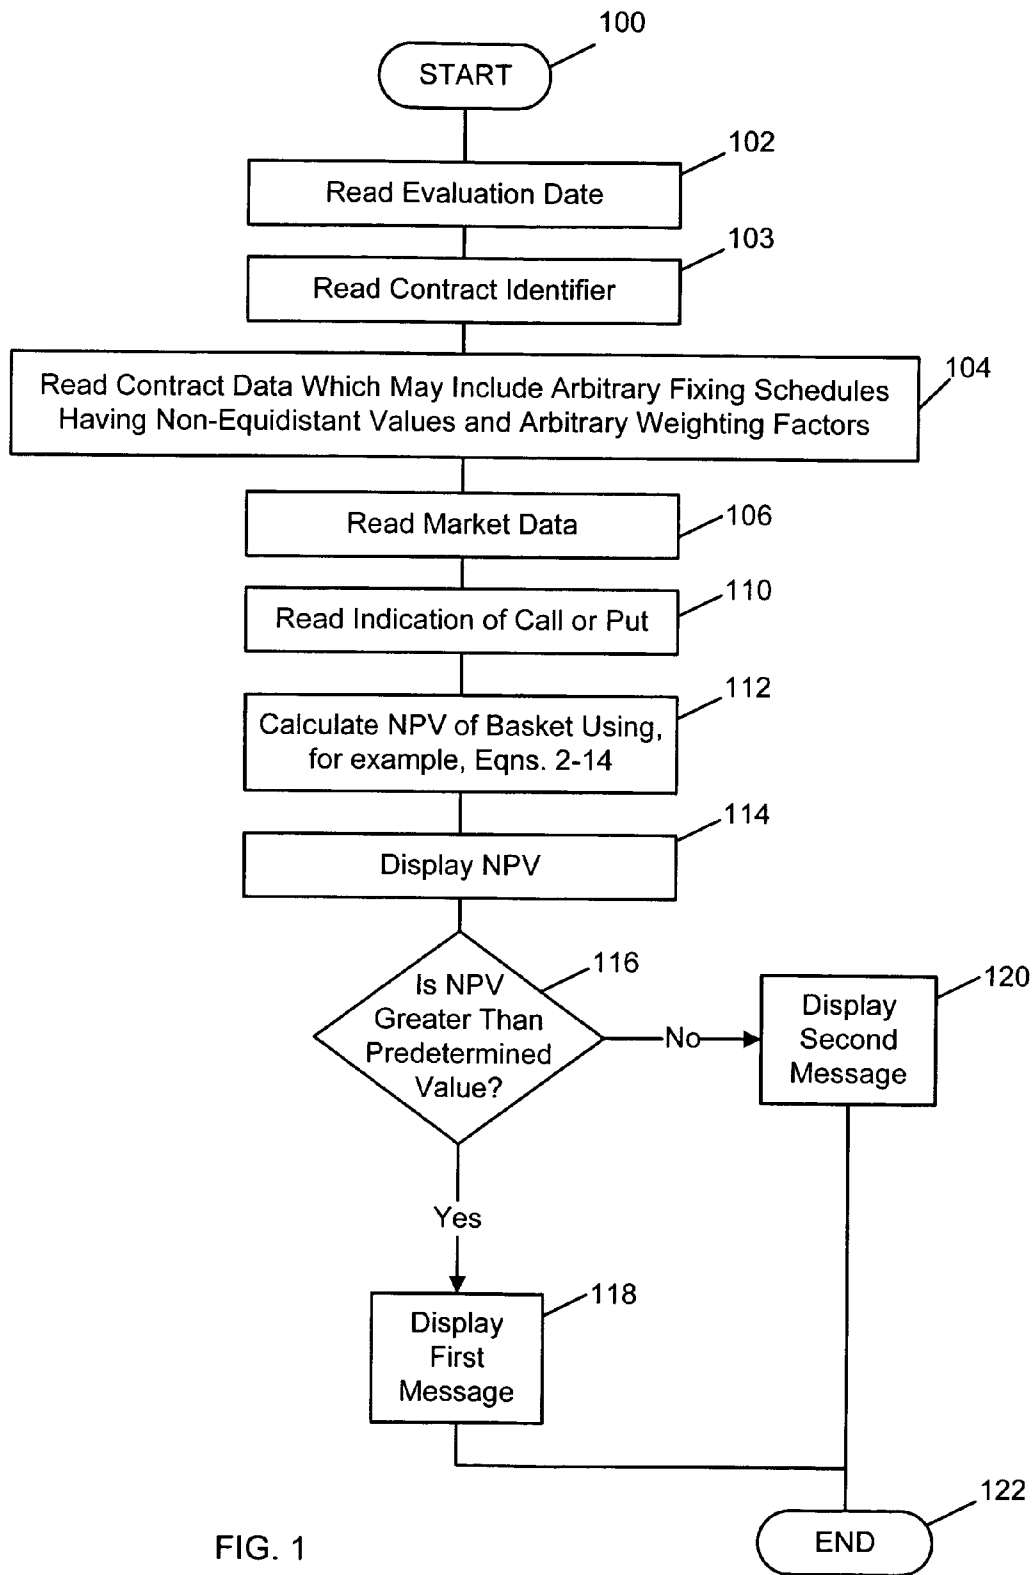 100
START
102
Read Evaluation Date
103
Read Contract Identifier
104
Read Contract Data Which May Include Arbitrary Fixing Schedules
Having Non-Equidistant Values and Arbitrary Weighting Factors
106
Read Market Data
110
Read Indication of Call or Put
112
Calculate NPV of Basket Using,
for example, Eqns. 2-14
114
Display NPV
116
Is NPV
Greater Than
Predetermined
Value?
No
120
Display
Second
Message
Yes
118
Display
First
Message
122
END
FIG. 1